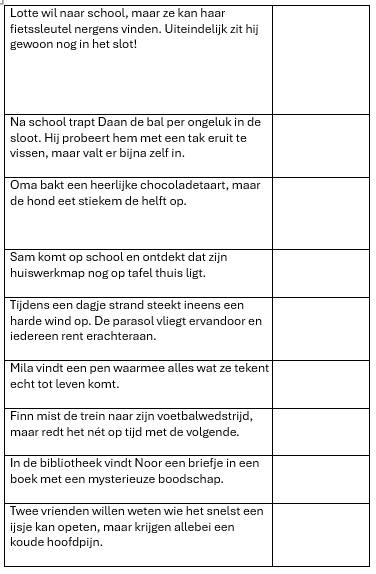 Lotte wil naar school, maar ze kan haar
fietssleutel nergens vinden. Uiteindelijk zit hij
gewoon nog in het slot!
Na school trapt Daan de bal per ongeluk in de
sloot. Hij probeert hem met een tak eruit te
vissen, maar valt er bijna zelf in.
Oma bakt een heerlijke chocoladetaart, maar
de hond eet stiekem de helft op.
Sam komt op school en ontdekt dat zijn
huiswerkmap nog op tafel thuis ligt.
Tijdens een dagje strand steekt ineens een
harde wind op. De parasol vliegt ervandoor en
iedereen rent erachteraan.
Mila vindt een pen waarmee alles wat ze tekent
echt tot leven komt.
Finn mist de trein naar zijn voetbalwedstrijd,
maar redt het nét op tijd met de volgende.
In de bibliotheek vindt Noor een briefje in een
boek met een mysterieuze boodschap.
Twee vrienden willen weten wie het snelst een
ijsje kan opeten, maar krijgen allebei een
koude hoofdpijn.